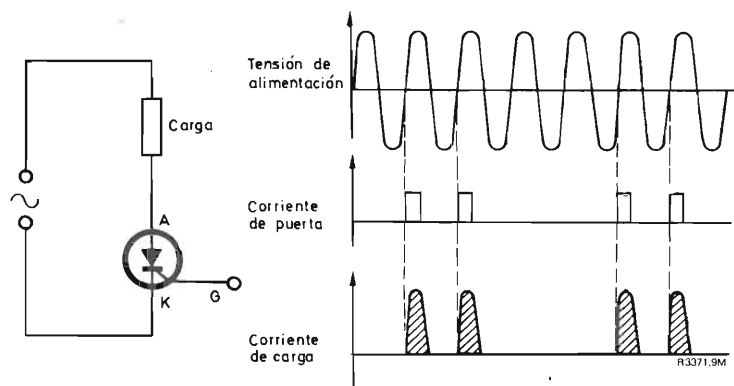 Carga
A
K
G
Tensión de
alimentación
Corriente
de puerta
Corriente
de carga
R3371.9M